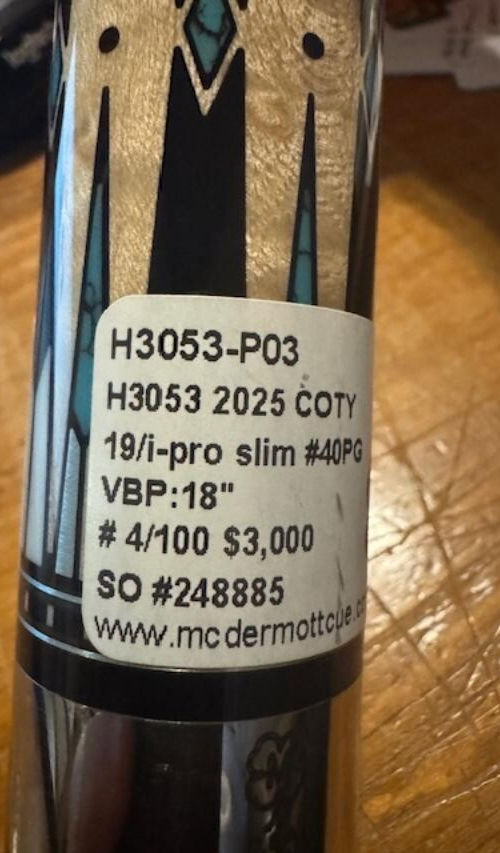 H3053-P03
H3053 2025 COTY
19/i-pro slim #40PG
VBP:18"
# 4/100 $3,000
SO #248885
www.mcdermottcue.c